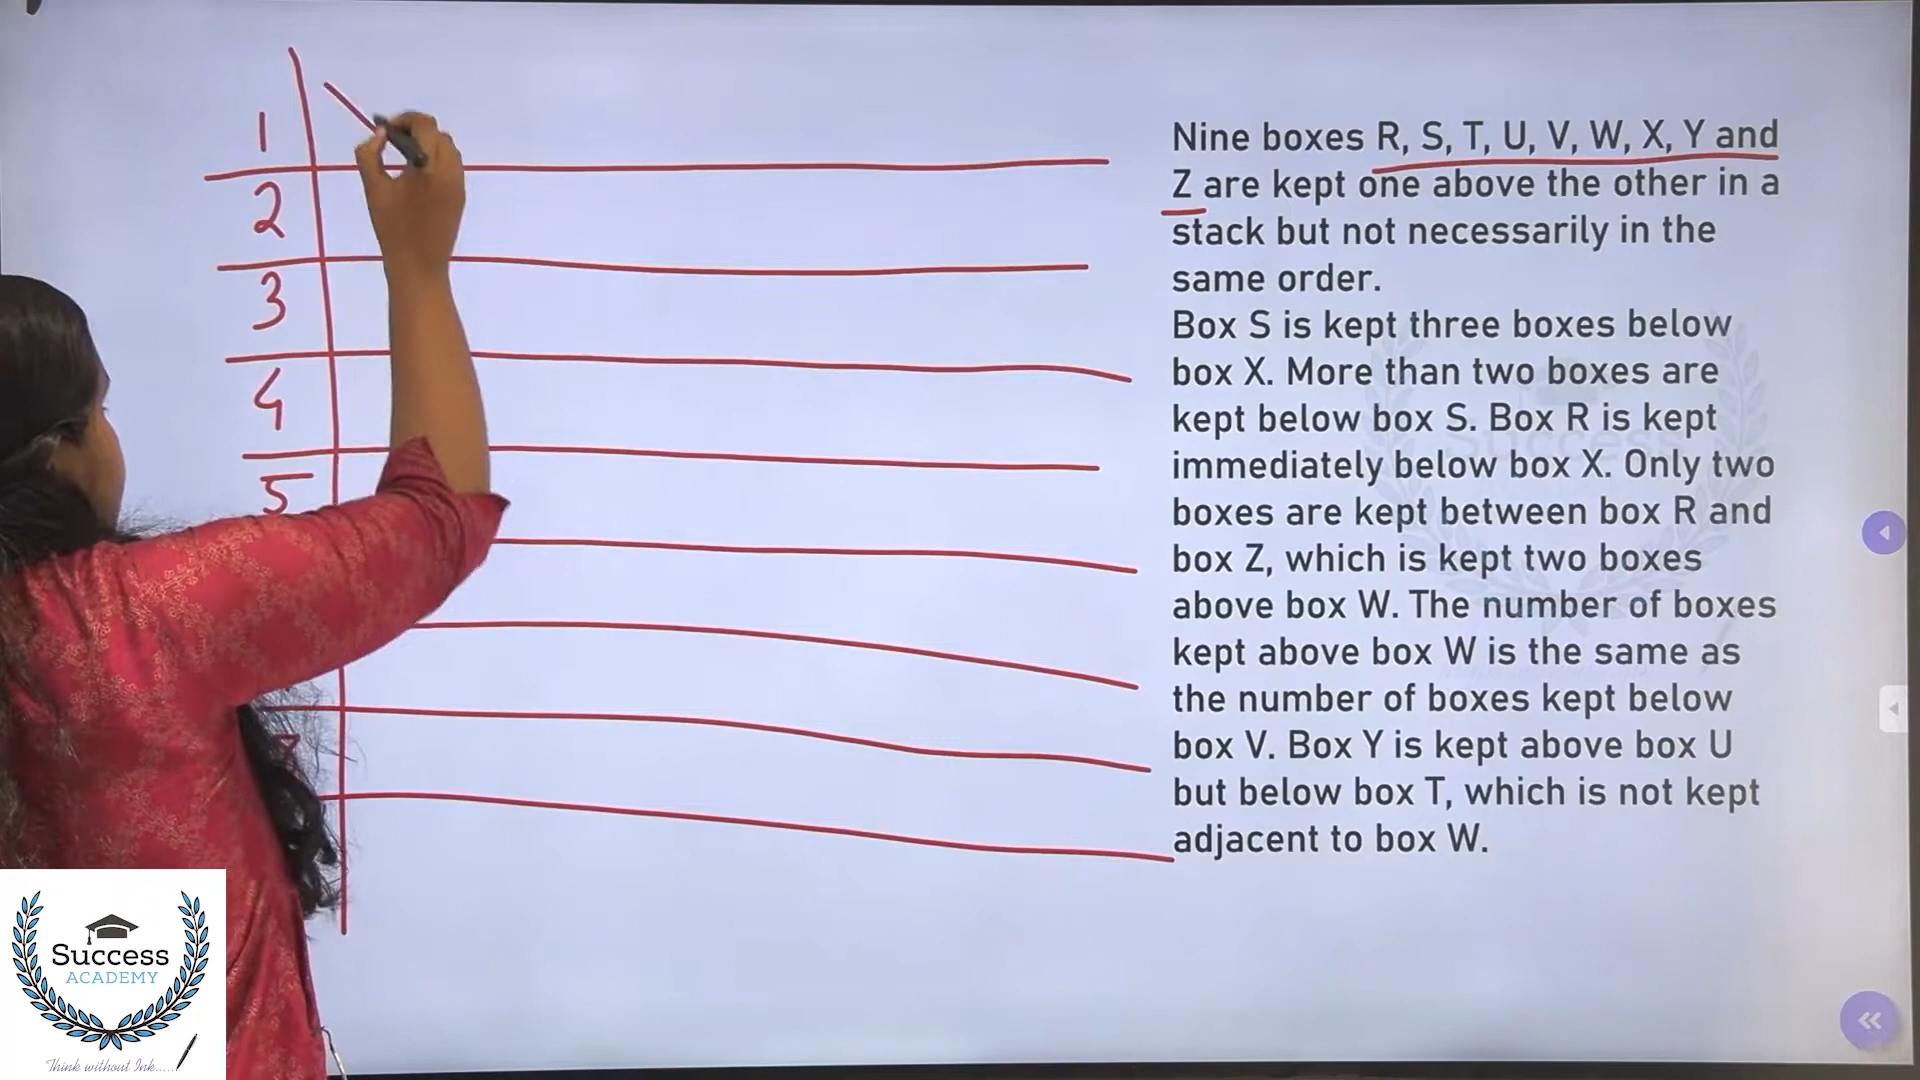 1
2
3
4
5
Nine boxes R, S, T, U, V, W, X, Y and
Z are kept one above the other in a
stack but not necessarily in the
same order.
Box S is kept three boxes below
box X. More than two boxes are
kept below box S. Box R is kept
immediately below box X. Only two
boxes are kept between box R and
box Z, which is kept two boxes
above box W. The number of boxes
kept above box W is the same as
the number of boxes kept below
box V. Box Y is kept above box U
but below box T, which is not kept
adjacent to box W.
Success
ACADEMY
Think without Ink.....